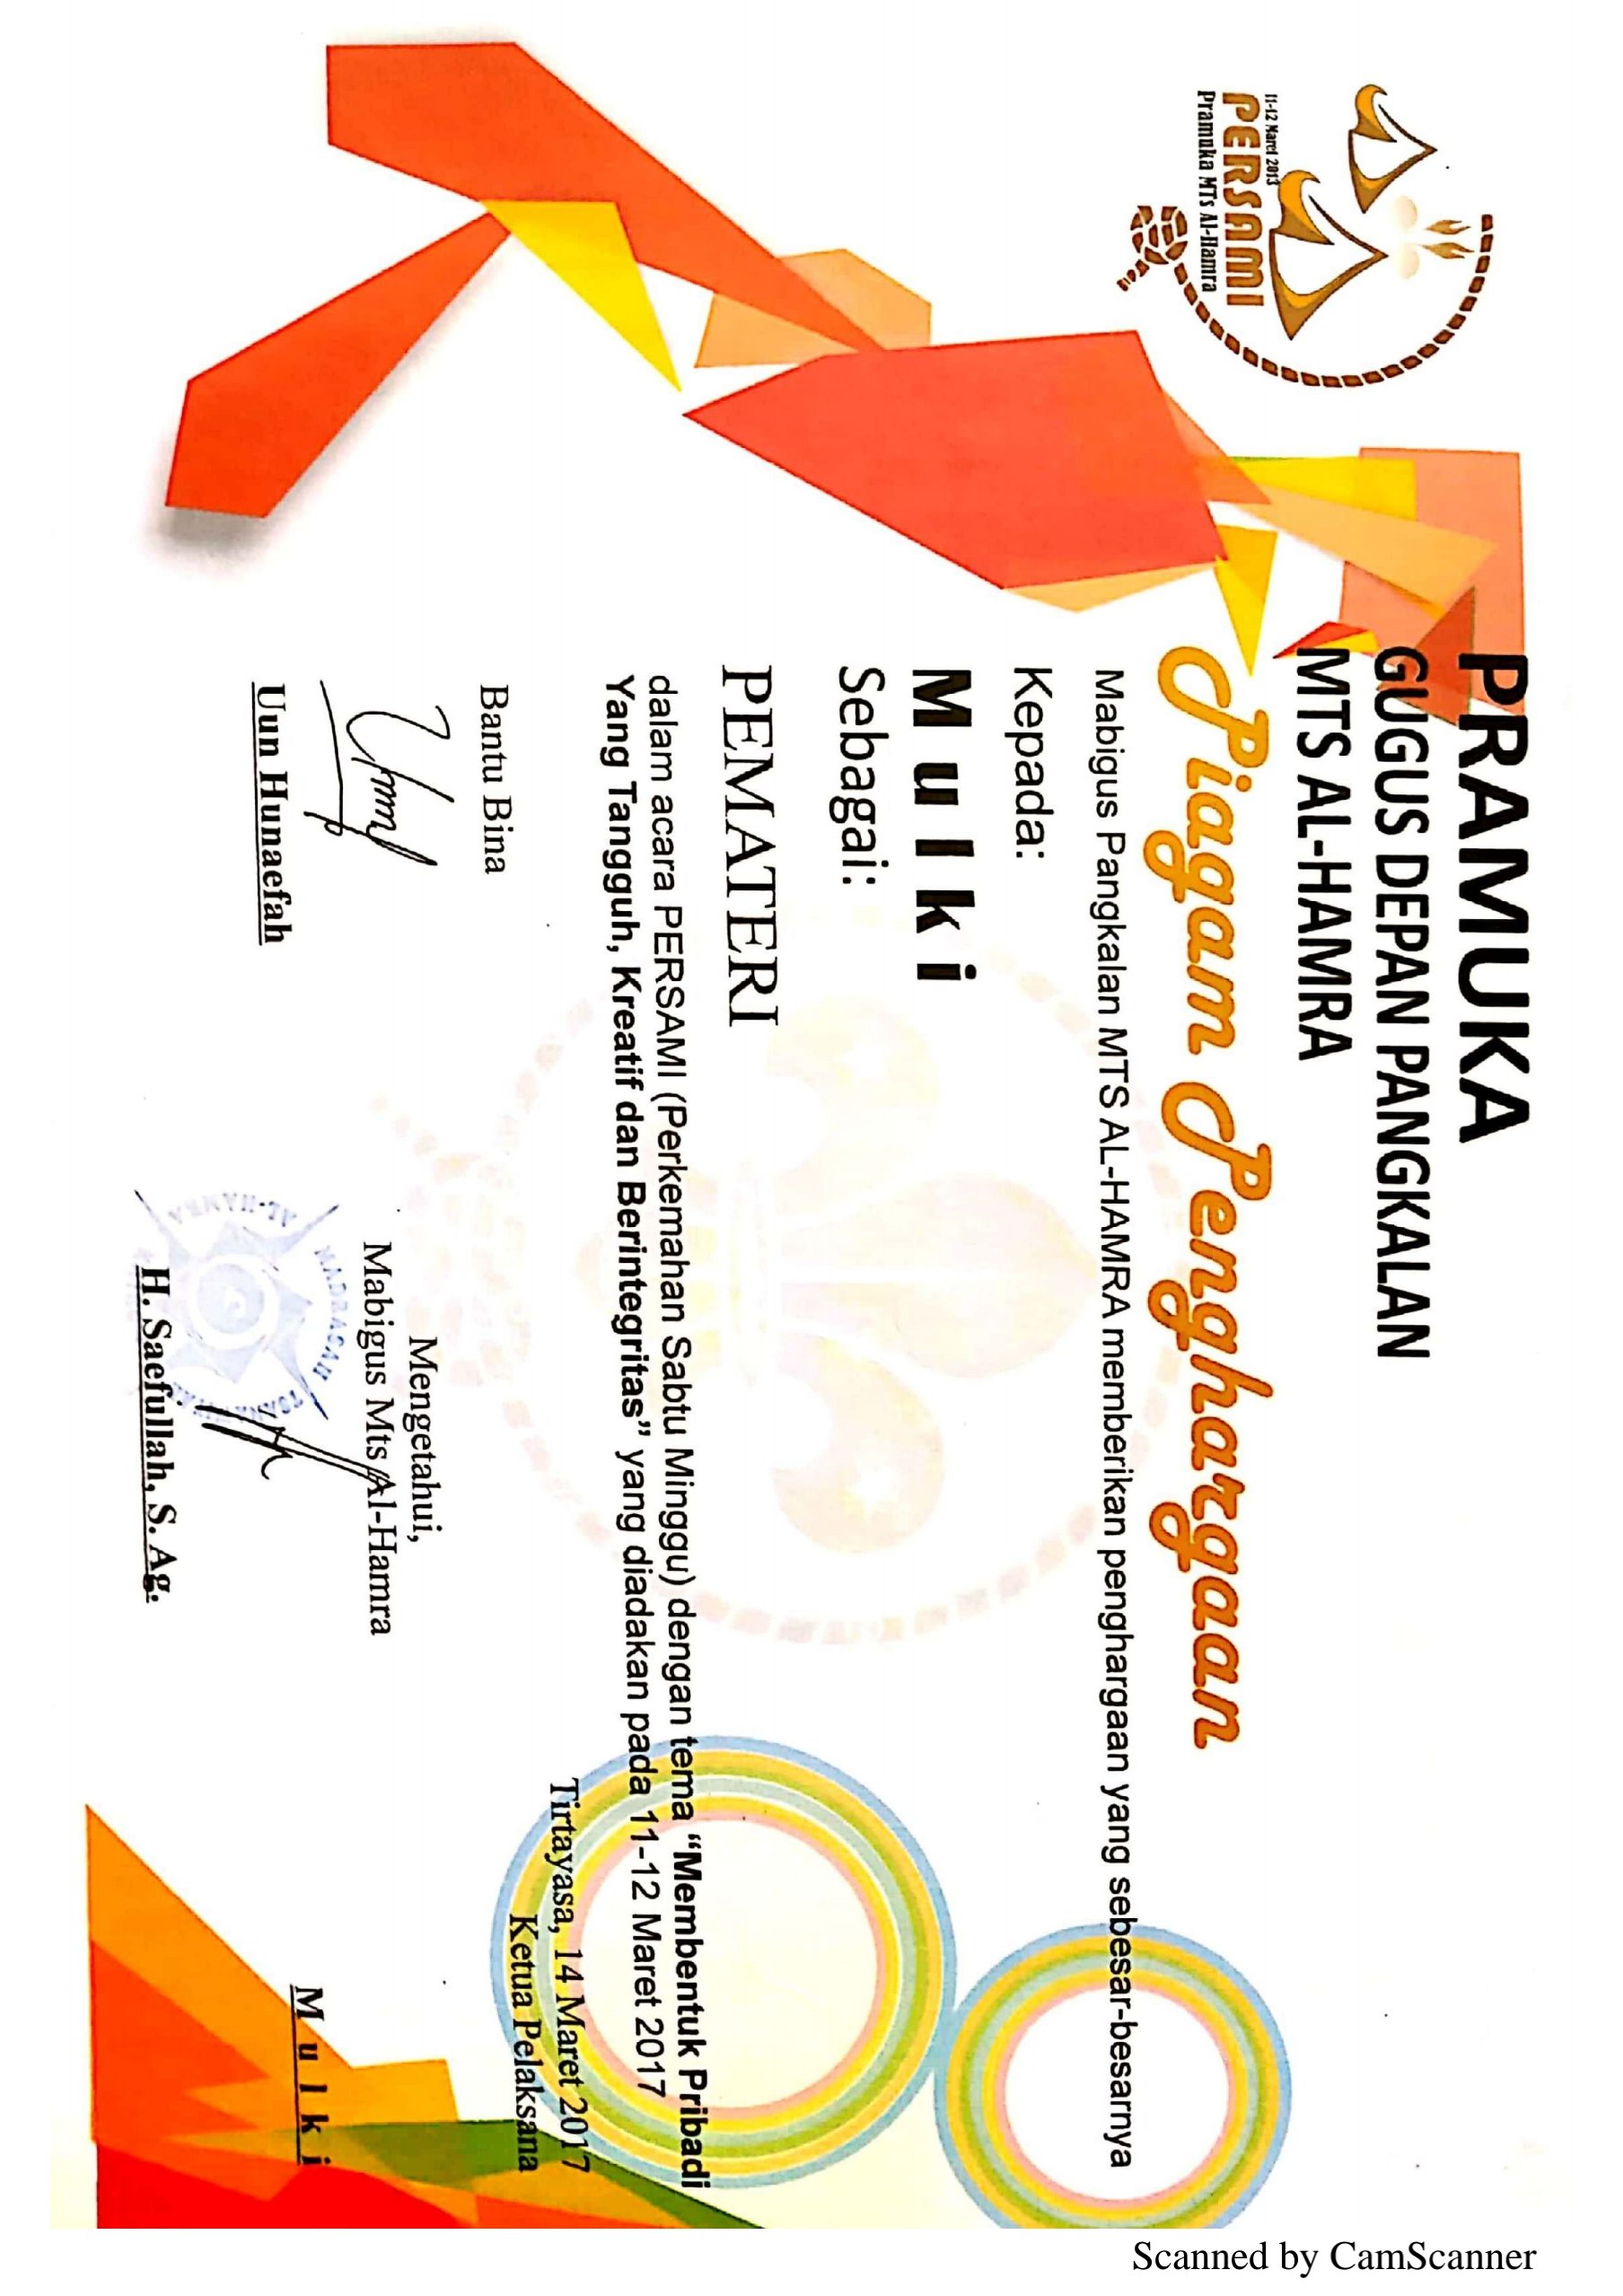 11-12 Maret 2013
PERSAMI
Pramuka MTs Al-Hamra
PRAMUKA
GUGUS DEPAN PANGKALAN
MTS AL-HAMRA
Piagam Penghargaan
Mabigus Pangkalan MTS AL-HAMRA memberikan penghargaan yang sebesar-besarnya
Kepada:
M u l k i
Sebagai:
PEMATERI
dalam acara PERSAMI (Perkemahan Sabtu Minggu) dengan tema “Membentuk Pribadi
Yang Tangguh, Kreatif dan Berintegritas” yang diadakan pada 11-12 Maret 2017
Tirtayasa, 14 Maret 2017
Bantu Bina
Ketua Pelaksana
Uun Hunaefah
M u l k i
Mengetahui,
Mabigus Mts Al-Hamra
MADRASAH
AL-HAMRA
H. Saefullah, S. Ag.
Scanned by CamScanner